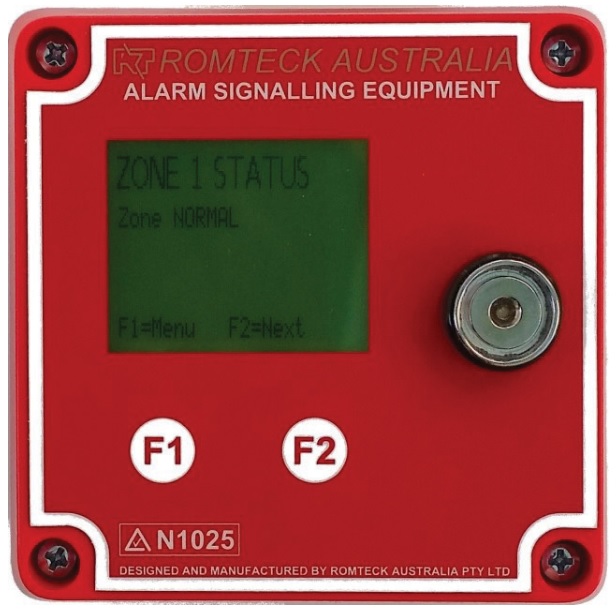 ROMTECK AUSTRALIA
ALARM SIGNALLING EQUIPMENT
ZONE 1 STATUS
Zone NORMAL
F1=Menu F2=Next
F1 F2
N1025
DESIGNED AND MANUFACTURED BY ROMTECK AUSTRALIA PTY LTD